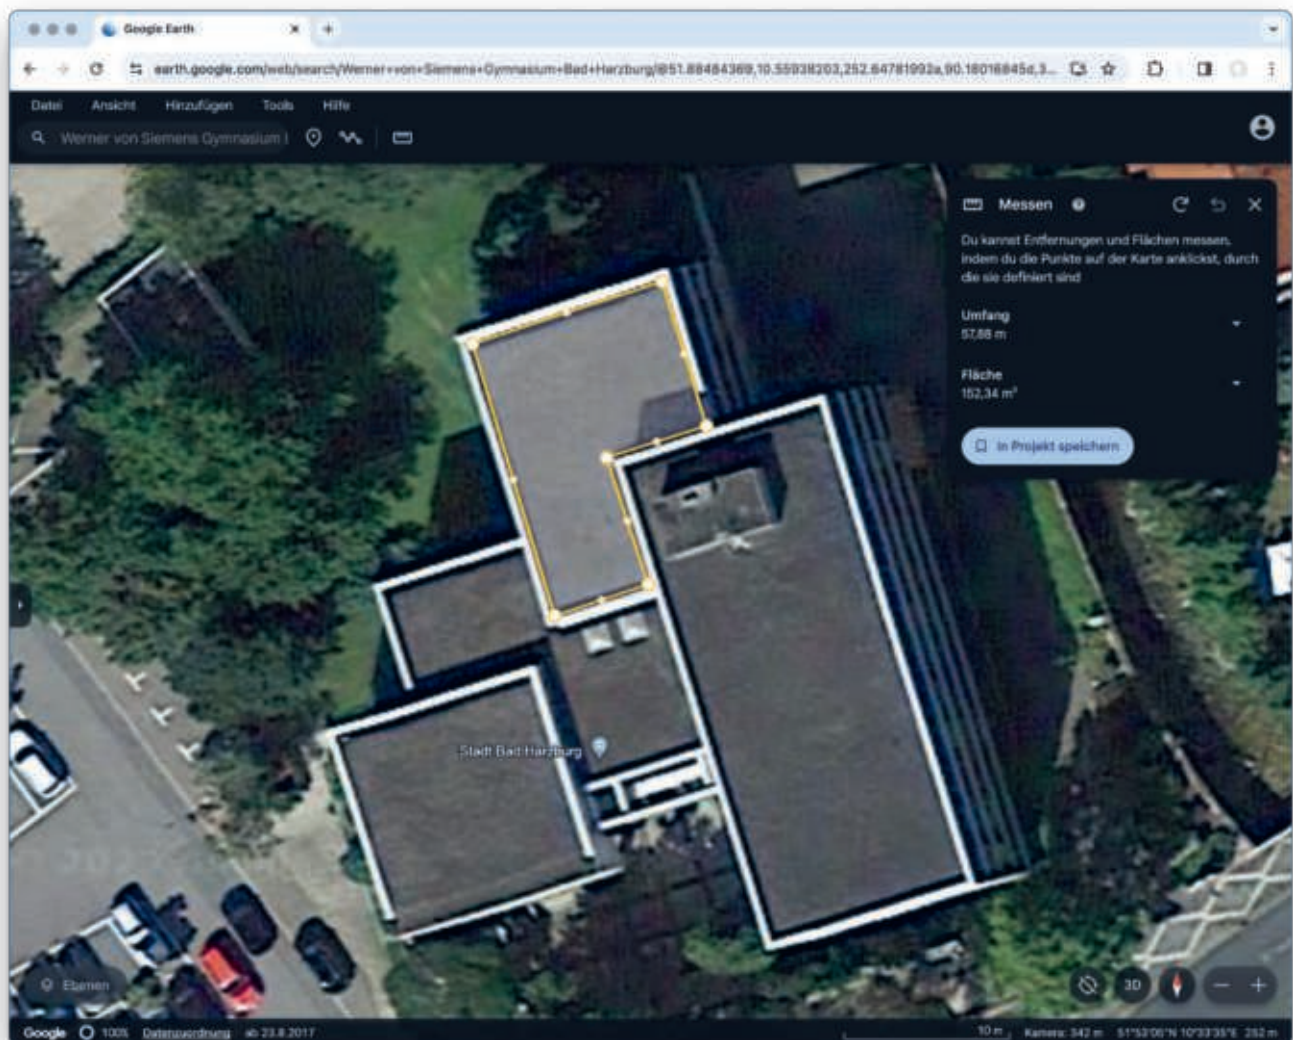 Google Earth
earth.google.com/web/search/Werner+von+Siemens+Gymnasium+Bad+Harzburg/@51.88484369,10.55938203,252.64781992a,90.18016845d,3...
Datei Ansicht Hinzufügen Tools Hilfe
Werner von Siemens Gymnasium
Messen
Du kannst Entfernungen und Flächen messen,
indem du die Punkte auf der Karte anklickst, durch
die sie definiert sind
Umfang
57,88 m
Fläche
152,34 m²
In Projekt speichern
Stadt Bad Harzburg
Ebenen
3D
Google 100% Datenzuordnung ab 23.8.2017 10 m Kamera: 342 m 51°53'05"N 10°33'35"E 252 m